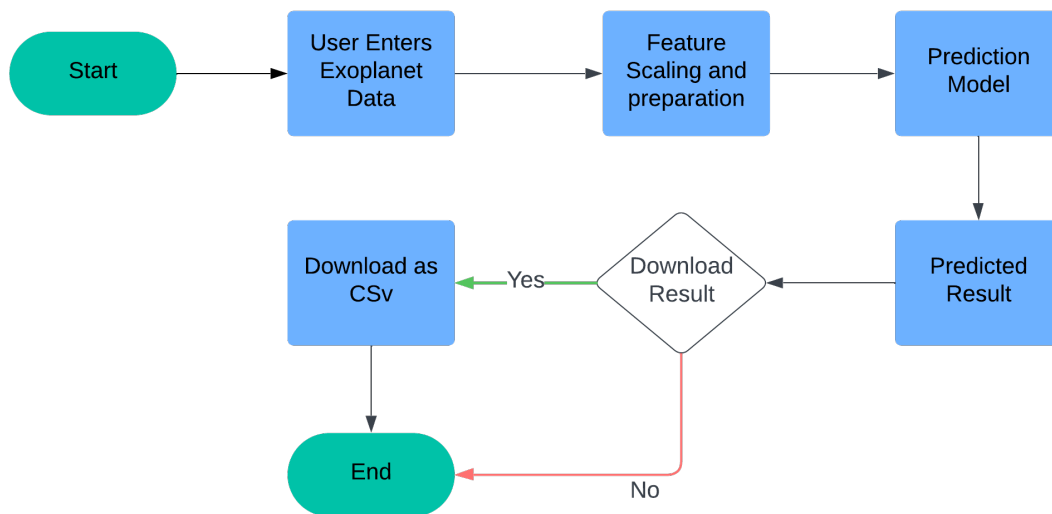 Start
User Enters
Exoplanet
Data
Feature
Scaling and
preparation
Prediction
Model
Predicted
Result
Download
Result
Yes
Download as
CSv
No
End